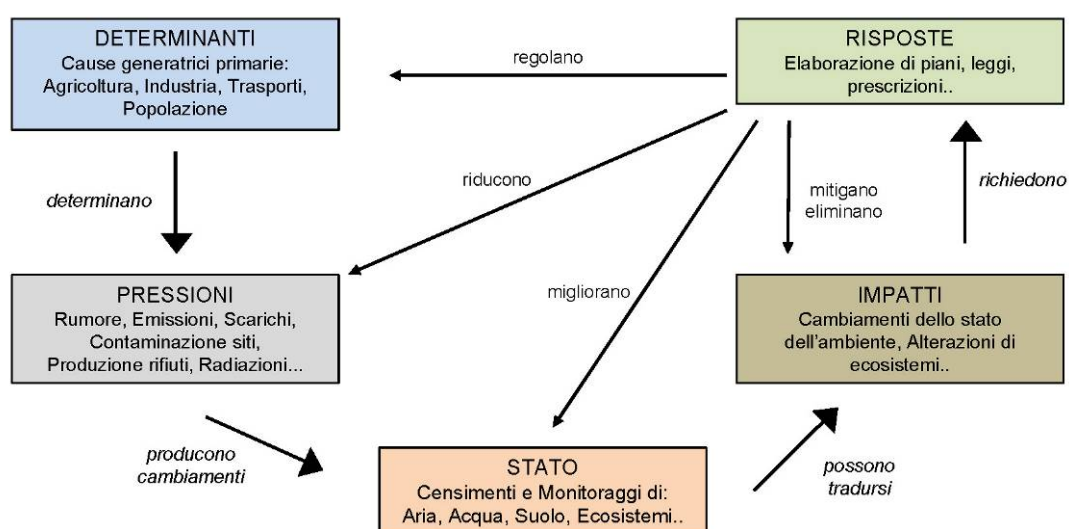 DETERMINANTI
Cause generatrici primarie:
Agricoltura, Industria, Trasporti,
Popolazione
regolano
RISPOSTE
Elaborazione di piani, leggi,
prescrizioni..
determinano
riducono
mitigano
eliminano
richiedono
PRESSIONI
Rumore, Emissioni, Scarichi,
Contaminazione siti,
Produzione rifiuti, Radiazioni...
migliorano
IMPATTI
Cambiamenti dello stato
dell'ambiente, Alterazioni di
ecosistemi..
producono
cambiamenti
STATO
Censimenti e Monitoraggi di:
Aria, Acqua, Suolo, Ecosistemi..
possono
tradursi